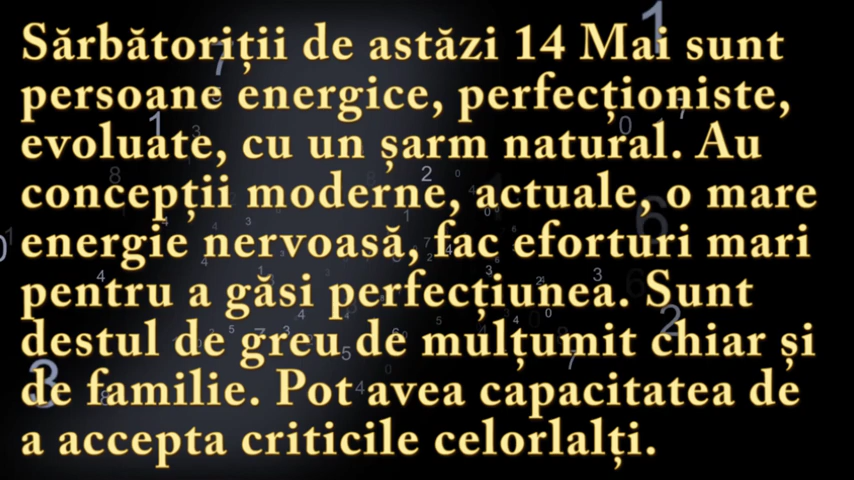 Sărbătoriții de astăzi 14 Mai sunt
persoane energice, perfecționiste,
evoluate, cu un șarm natural. Au
concepții moderne, actuale, o mare
energie nervoasă, fac eforturi mari
pentru a găsi perfecțiunea. Sunt
destul de greu de mulțumit chiar și
de familie. Pot avea capacitatea de
a accepta criticile celorlalți.